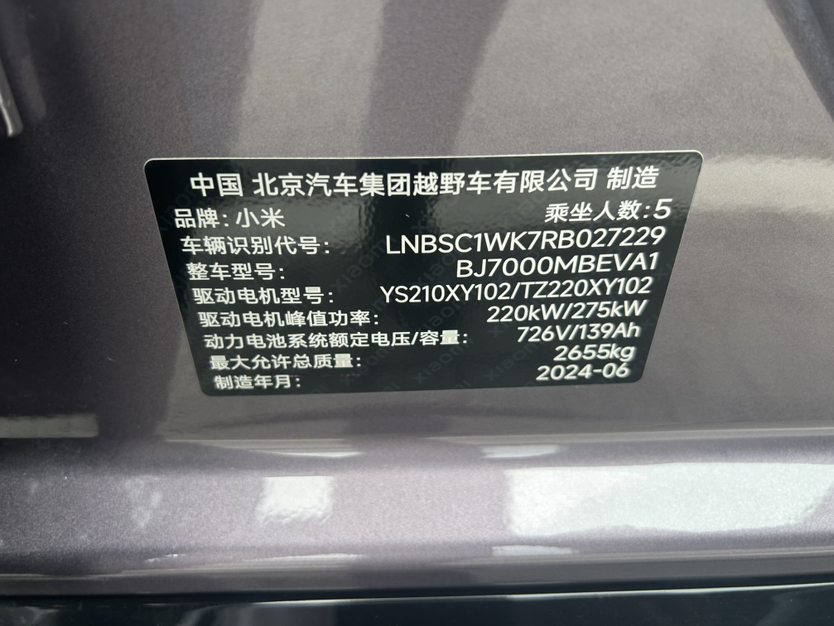 中国 北京汽车集团越野车有限公司 制造
品牌: 小米 乘坐人数: 5
车辆识别代号: LNBSC1WK7RB027229
整车型号: BJ7000MBEVA1
驱动电机型号: YS210XY102/TZ220XY102
驱动电机峰值功率: 220kW/275kW
动力电池系统额定电压/容量: 726V/139Ah
最大允许总质量: 2655kg
制造年月: 2024-06